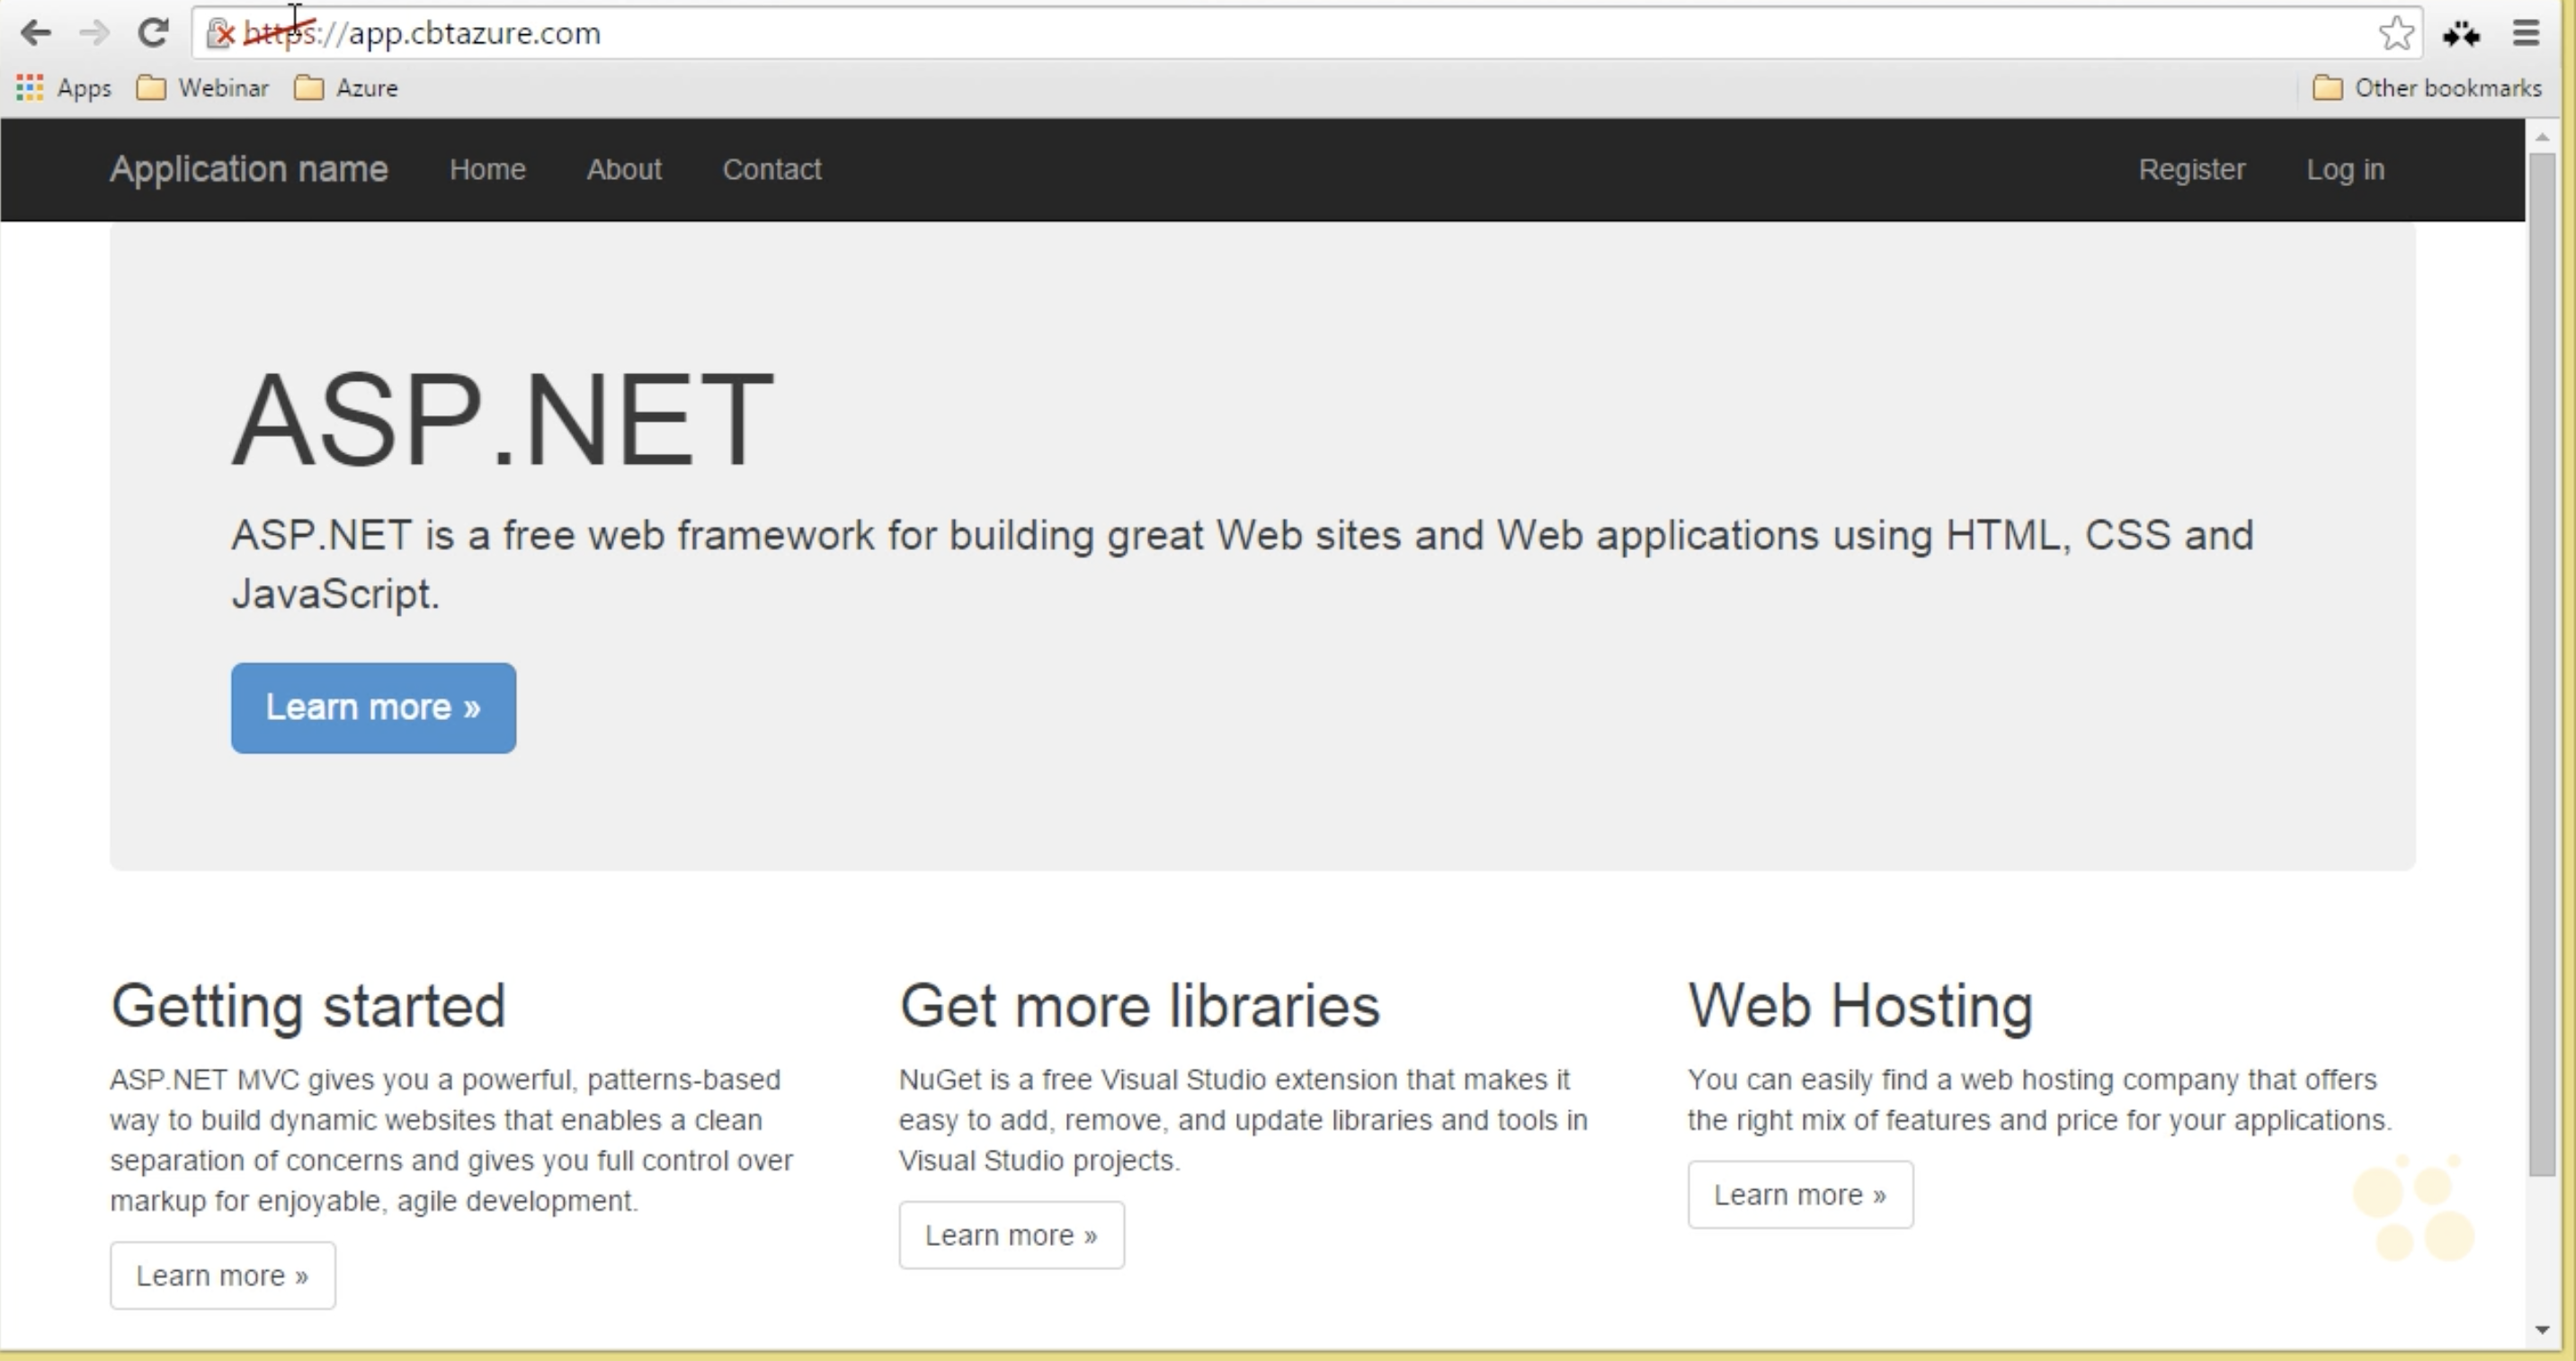 https://app.cbtazure.com
Apps Webinar Azure Other bookmarks
Application name Home About Contact Register Log in
ASP.NET
ASP.NET is a free web framework for building great Web sites and Web applications using HTML, CSS and
JavaScript.
Learn more »
Getting started
ASP.NET MVC gives you a powerful, patterns-based
way to build dynamic websites that enables a clean
separation of concerns and gives you full control over
markup for enjoyable, agile development.
Learn more »
Get more libraries
NuGet is a free Visual Studio extension that makes it
easy to add, remove, and update libraries and tools in
Visual Studio projects.
Learn more »
Web Hosting
You can easily find a web hosting company that offers
the right mix of features and price for your applications.
Learn more »